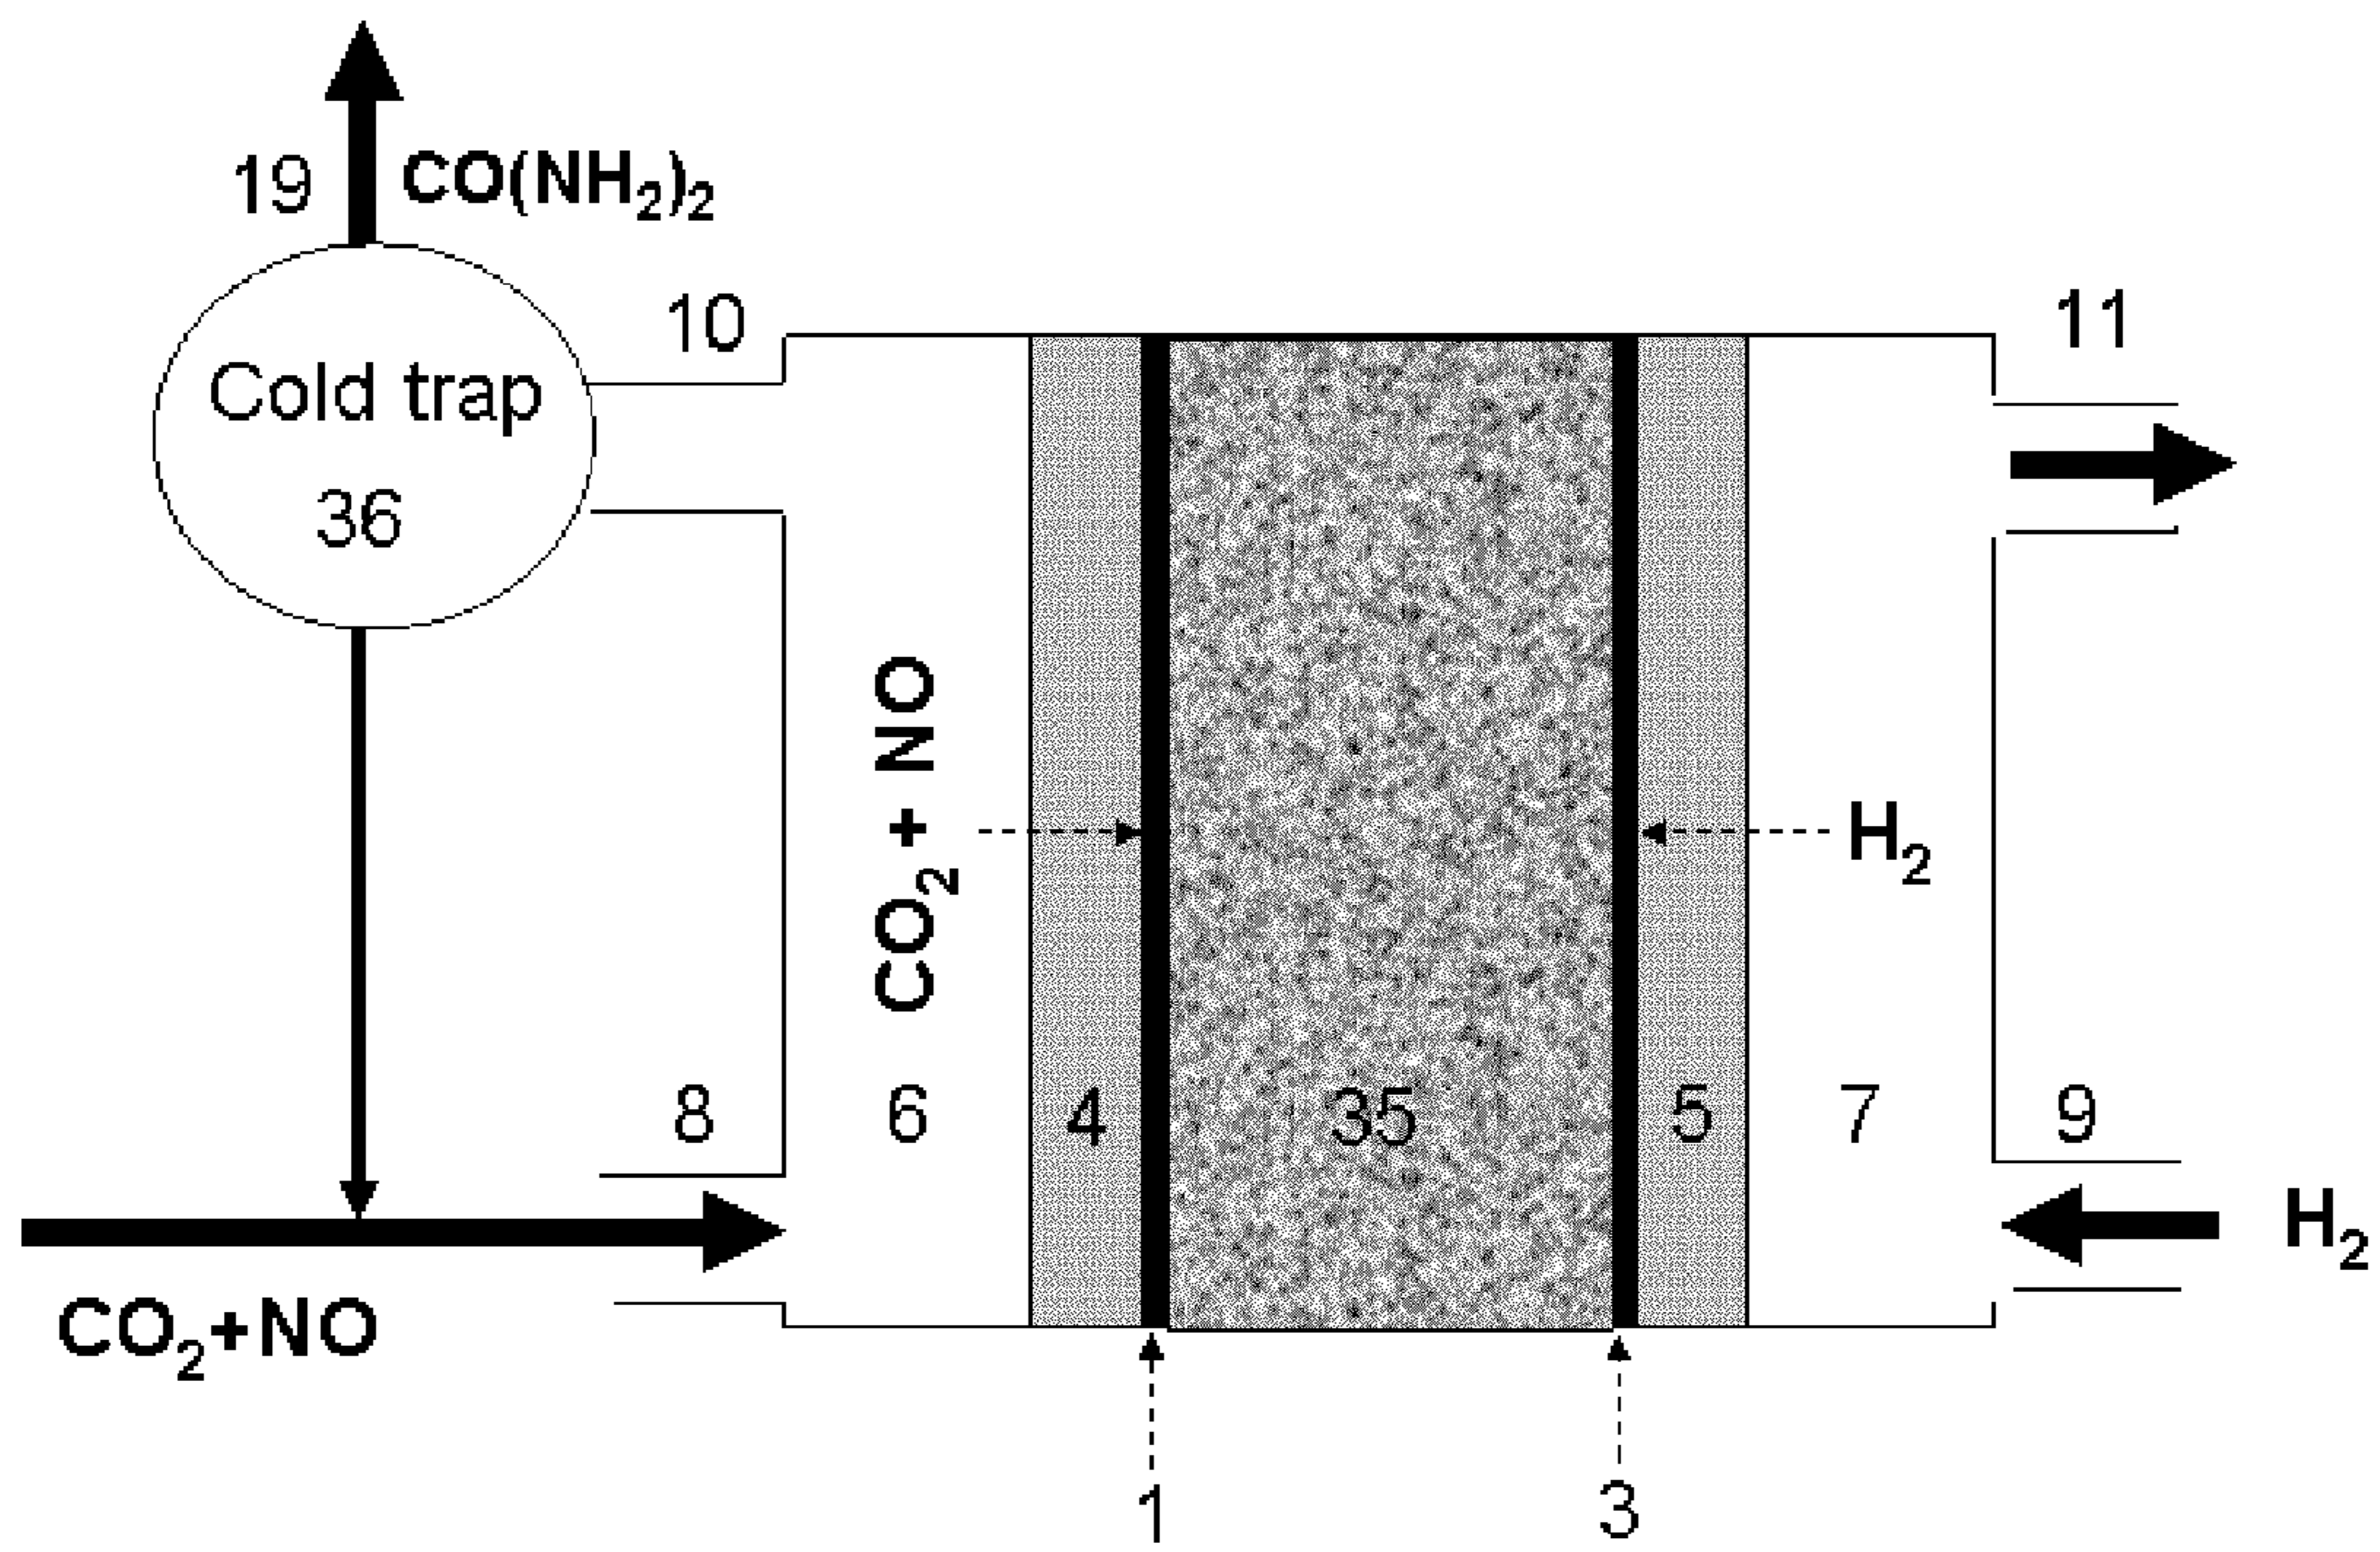 19 CO(NH₂)₂
10
11
Cold trap
36
CO₂ + NO
H₂
8
6
4
35
5
7
9
H₂
CO₂+NO
1
3